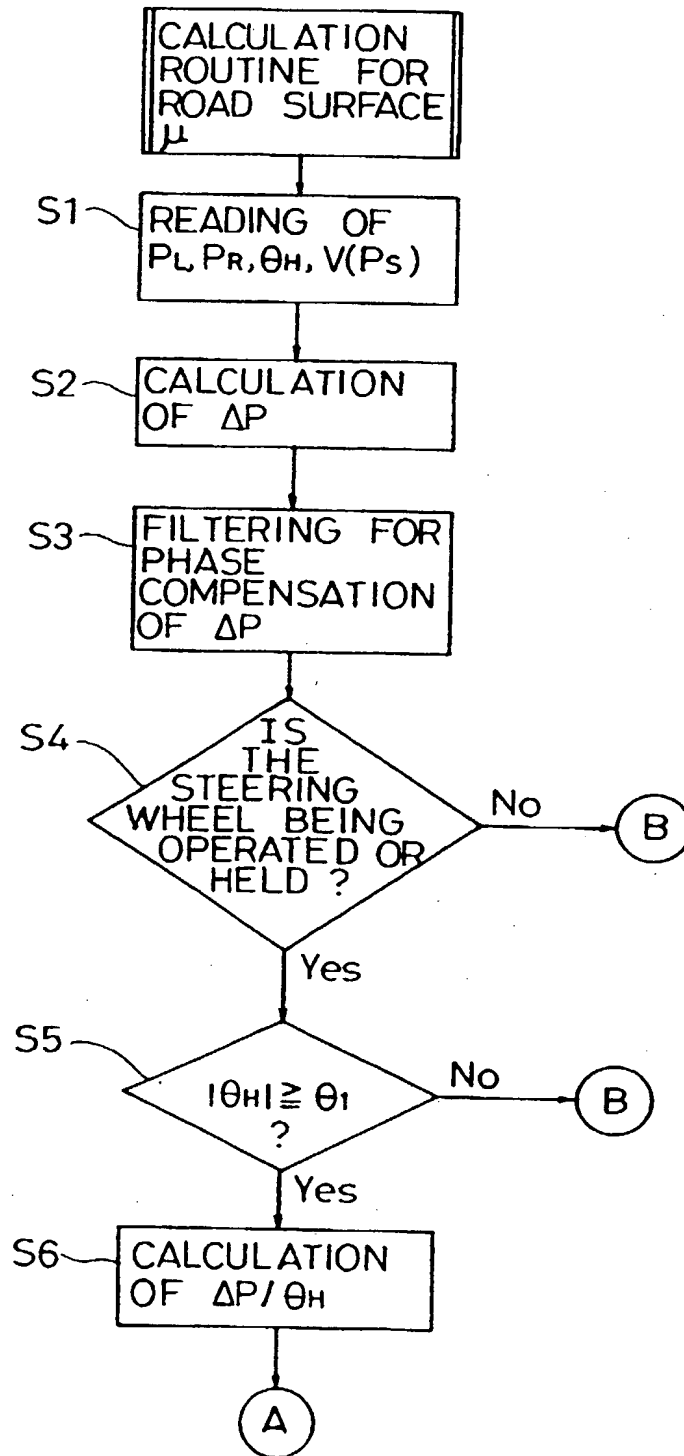 CALCULATION
ROUTINE FOR
ROAD SURFACE
μ
S1
READING OF
PL, PR, θH, V(PS)
S2
CALCULATION
OF ΔP
S3
FILTERING FOR
PHASE
COMPENSATION
OF ΔP
S4
IS
THE
STEERING
WHEEL BEING
OPERATED OR
HELD ?
No
B
Yes
S5
|θH| ≧ θ1
?
No
B
Yes
S6
CALCULATION
OF ΔP/θH
A